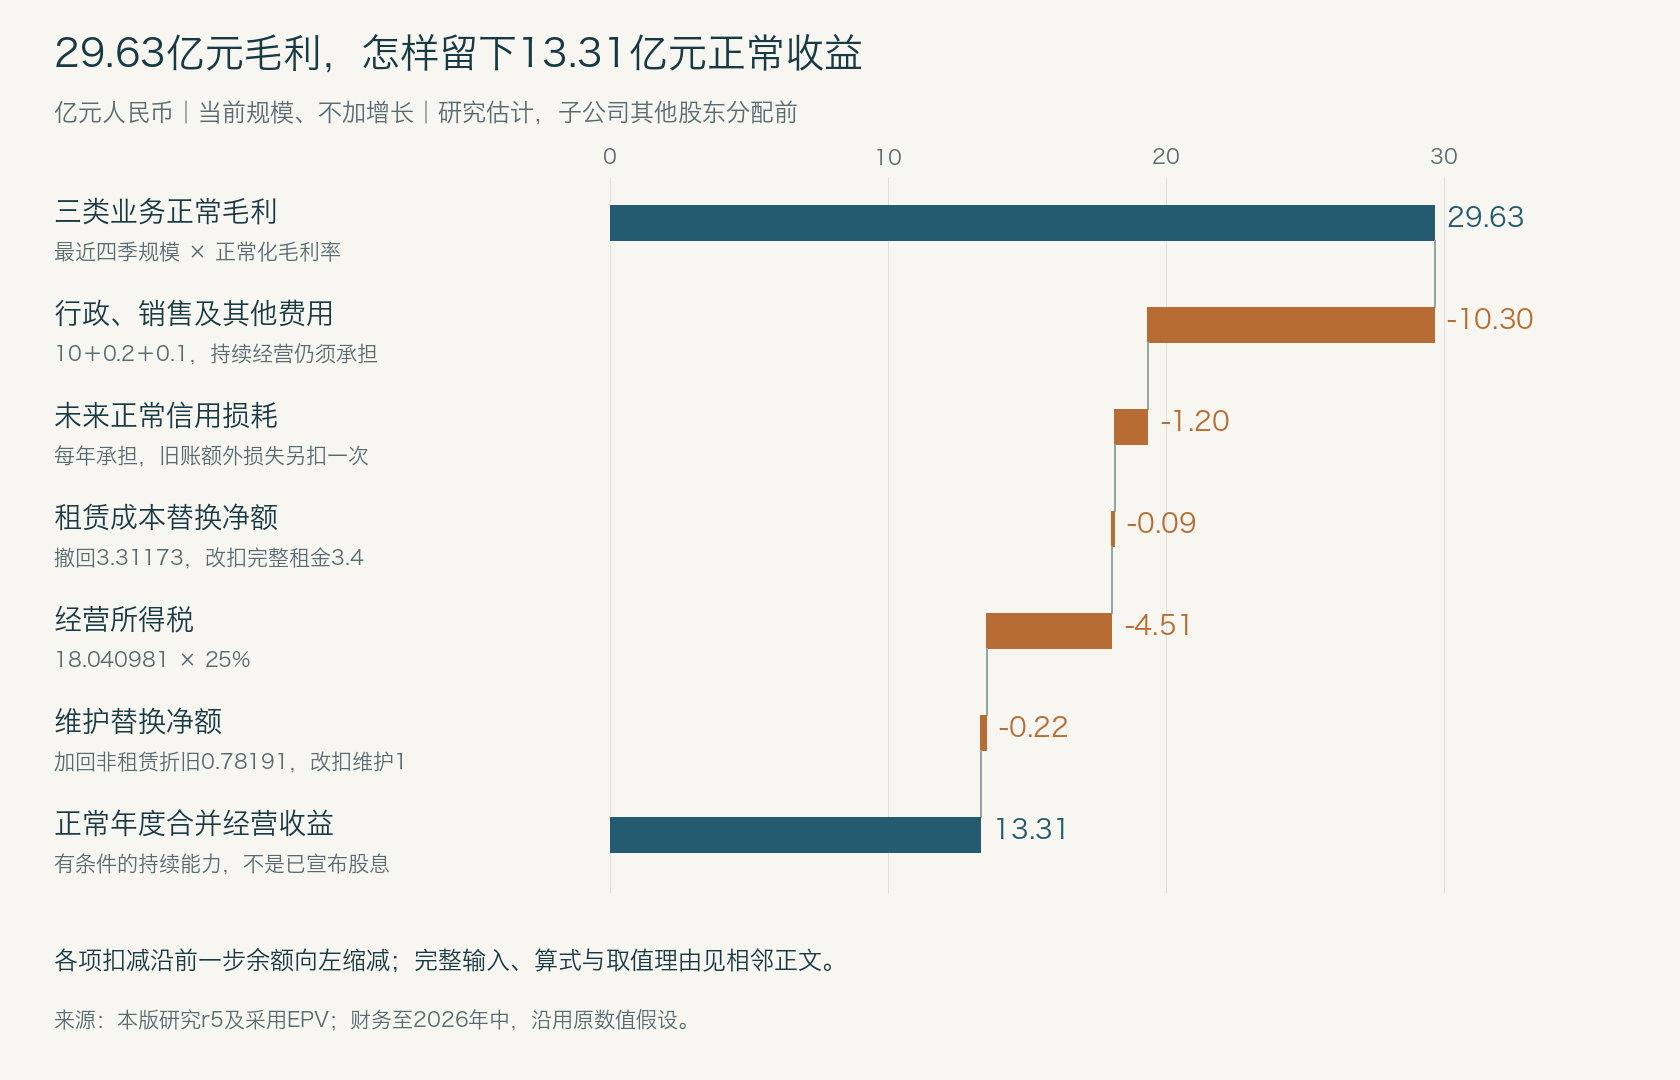 29.63亿元毛利，怎样留下13.31亿元正常收益
亿元人民币｜当前规模、不加增长｜研究估计，子公司其他股东分配前
0 10 20 30
三类业务正常毛利
29.63
最近四季规模 × 正常化毛利率
行政、销售及其他费用
-10.30
10+0.2+0.1，持续经营仍须承担
未来正常信用损耗
-1.20
每年承担，旧账额外损失另扣一次
租赁成本替换净额
-0.09
撤回3.31173，改扣完整租金3.4
经营所得税
-4.51
18.040981 × 25%
维护替换净额
-0.22
加回非租赁折旧0.78191，改扣维护1
正常年度合并经营收益
13.31
有条件的持续能力，不是已宣布股息
各项扣减沿前一步余额向左缩减；完整输入、算式与取值理由见相邻正文。
来源：本版研究r5及采用EPV；财务至2026年中，沿用原数值假设。